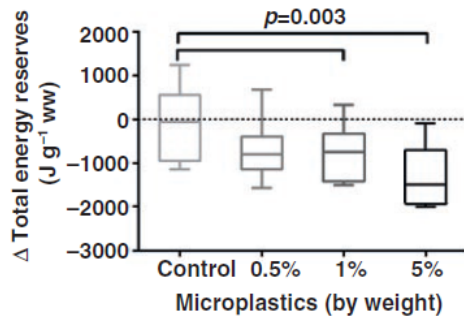 p=0.003
Δ Total energy reserves
(J g⁻¹ ww)
2000
1000
0
−1000
−2000
−3000
Control 0.5% 1% 5%
Microplastics (by weight)